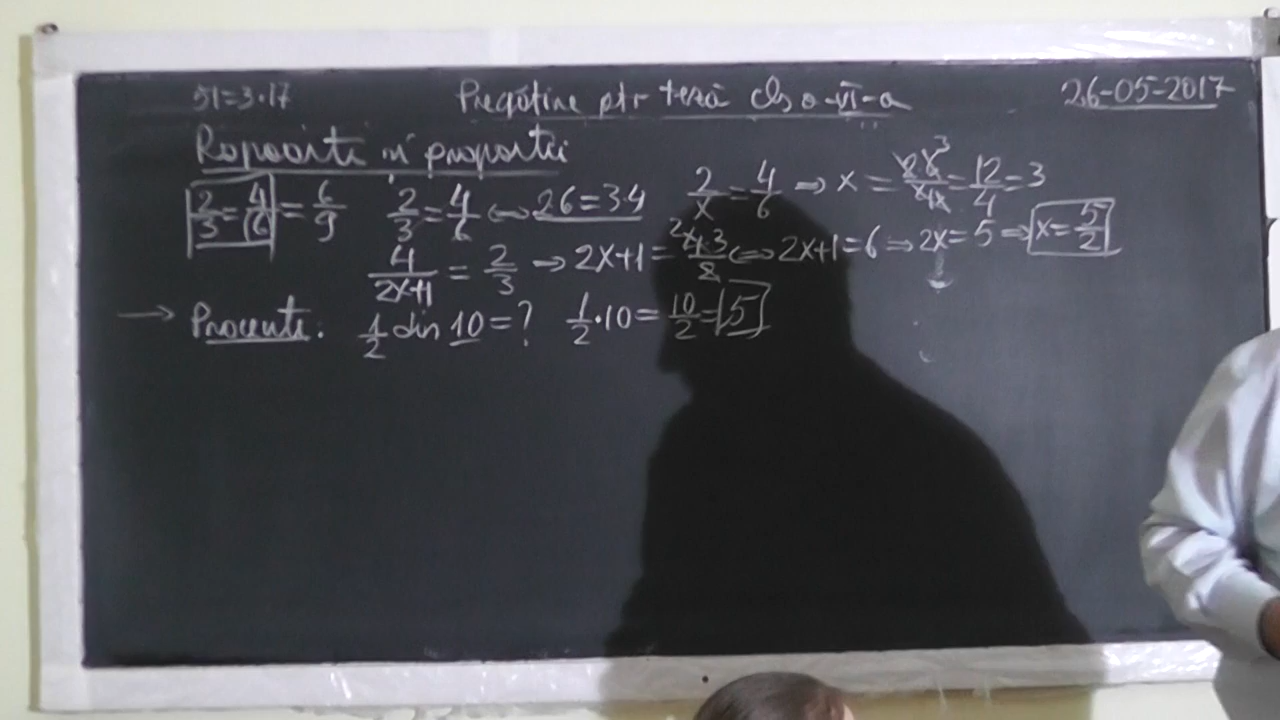 51=3·17 Pregătire ptr teză cls a-VI-a 26-05-2017
Rapoarte și proporții
2/3=4/6=6/9 2/3=4/6 ⇔ 2·6=3·4 2/x=4/6 ⇒ x= =12/4=3
4/(2x+1)=2/3 ⇒ 2x+1=²4·3/2 ⇔ 2x+1=6 ⇒ 2x=5 ⇒ x=5/2
→ Procente: 1/2 din 10=? 1/2·10=10/2=5